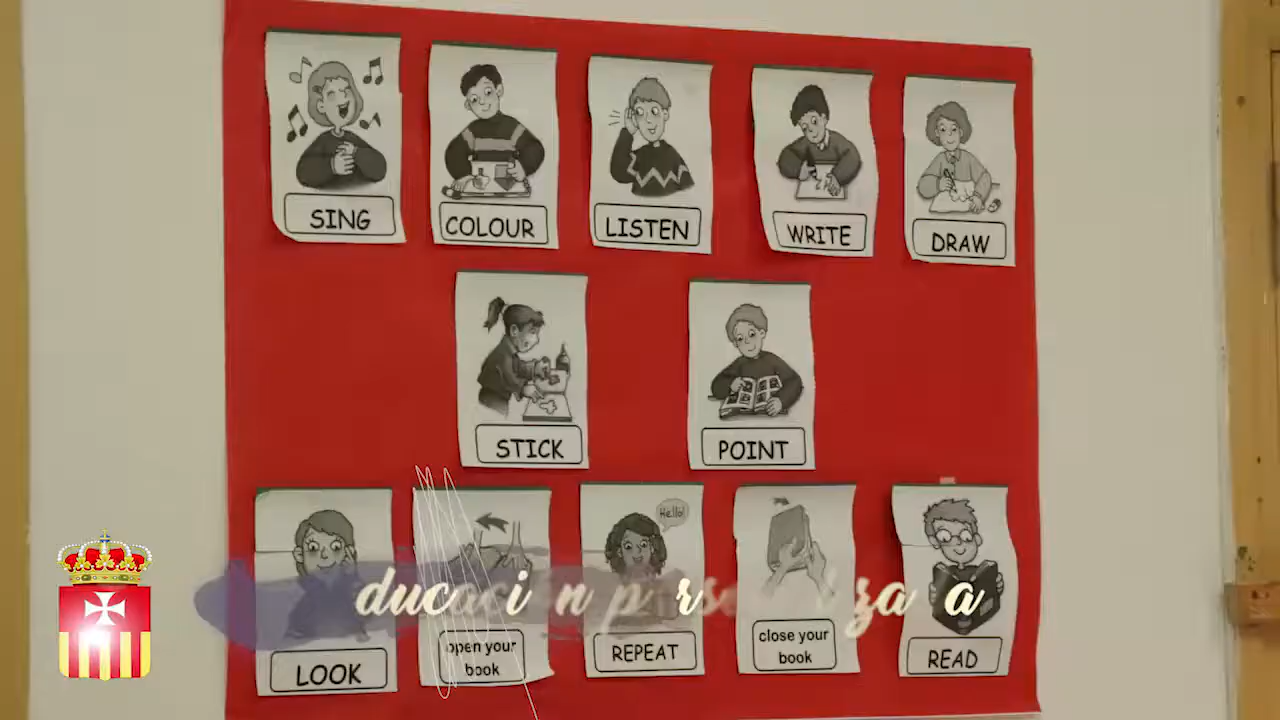 SING
COLOUR
LISTEN
WRITE
DRAW
STICK
POINT
Hello!
LOOK
open your
book
REPEAT
close your
book
READ